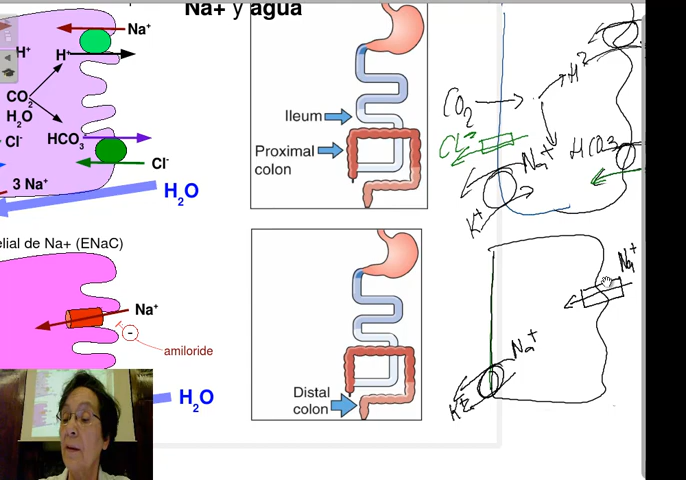 Na+ y agua
Na+
H+
H+
CO2
H2O
HCO3-
Cl-
Cl-
3 Na+
H2O
Ileum
Proximal
colon
elial de Na+ (ENaC)
Na+
-
amiloride
H2O
Distal
colon
CO2
H+
Cl-
Na+
HCO3
K+
Na+
Na+
K+